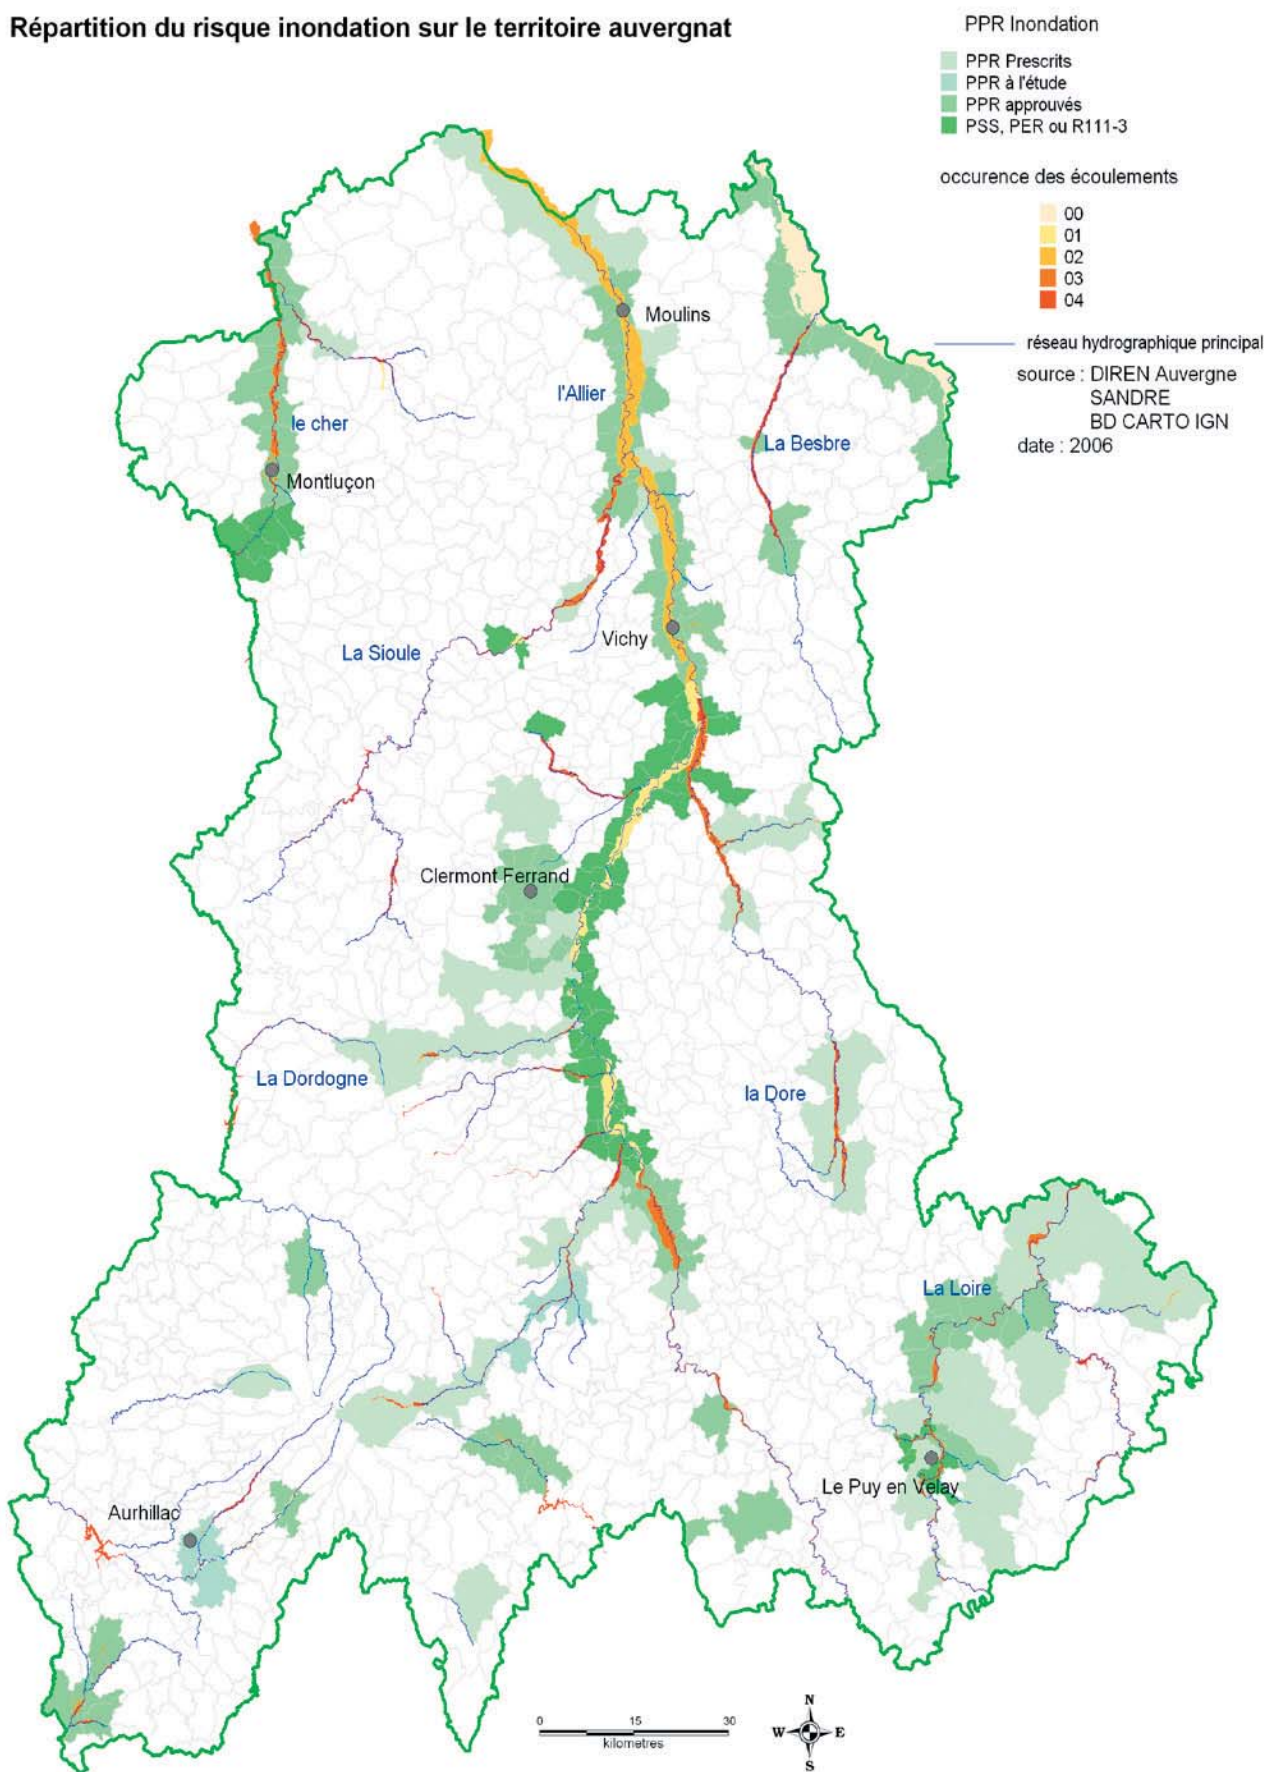 Répartition du risque inondation sur le territoire auvergnat
PPR Inondation
PPR Prescrits
PPR à l'étude
PPR approuvés
PSS, PER ou R111-3
occurence des écoulements
00
01
02
03
04
réseau hydrographique principal
source : DIREN Auvergne
SANDRE
BD CARTO IGN
date : 2006
Moulins
l'Allier
le cher
La Besbre
Montluçon
Vichy
La Sioule
Clermont Ferrand
La Dordogne
la Dore
La Loire
Le Puy en Velay
Aurhillac
0 15 30
kilometres
N
W E
S